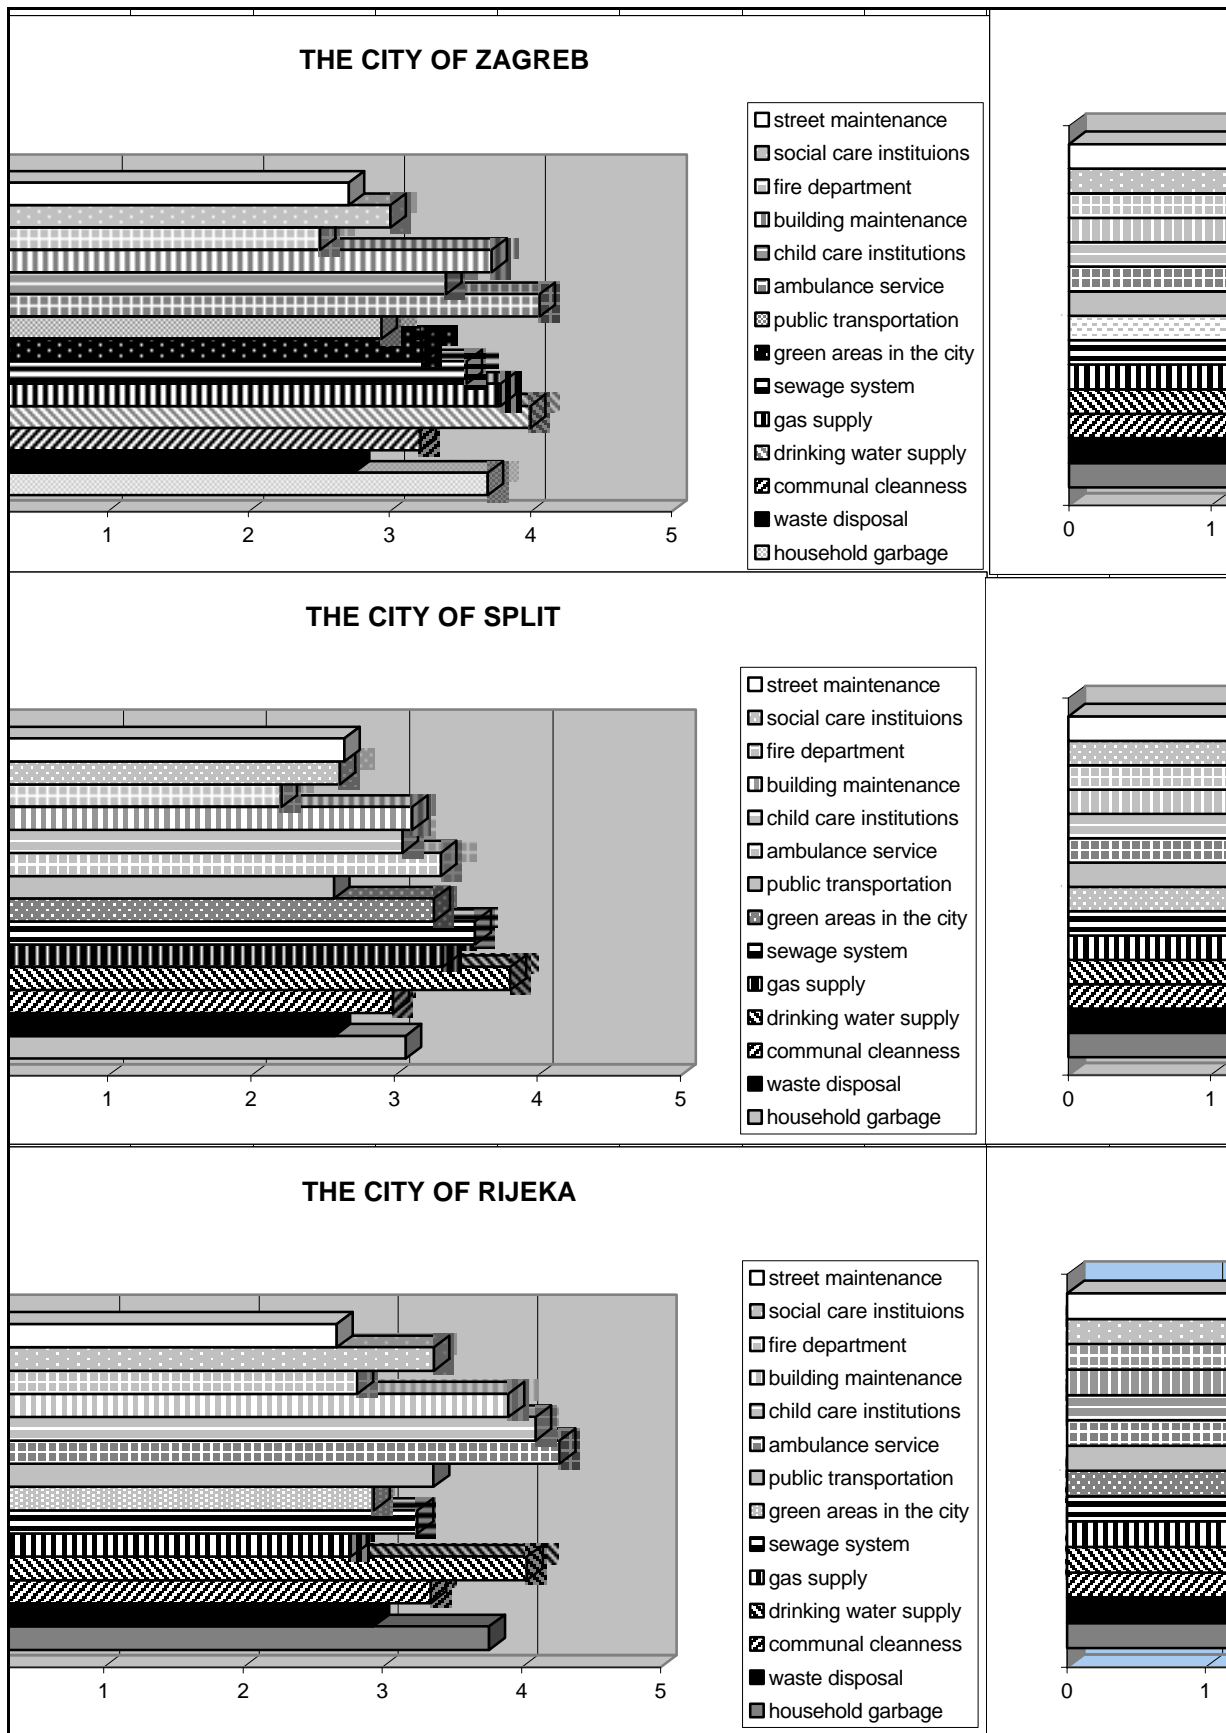 THE CITY OF ZAGREB
street maintenance
social care instituions
fire department
building maintenance
child care institutions
ambulance service
public transportation
green areas in the city
sewage system
gas supply
drinking water supply
communal cleanness
waste disposal
household garbage
1 2 3 4 5
0 1
THE CITY OF SPLIT
street maintenance
social care instituions
fire department
building maintenance
child care institutions
ambulance service
public transportation
green areas in the city
sewage system
gas supply
drinking water supply
communal cleanness
waste disposal
household garbage
1 2 3 4 5
0 1
THE CITY OF RIJEKA
street maintenance
social care instituions
fire department
building maintenance
child care institutions
ambulance service
public transportation
green areas in the city
sewage system
gas supply
drinking water supply
communal cleanness
waste disposal
household garbage
1 2 3 4 5
0 1